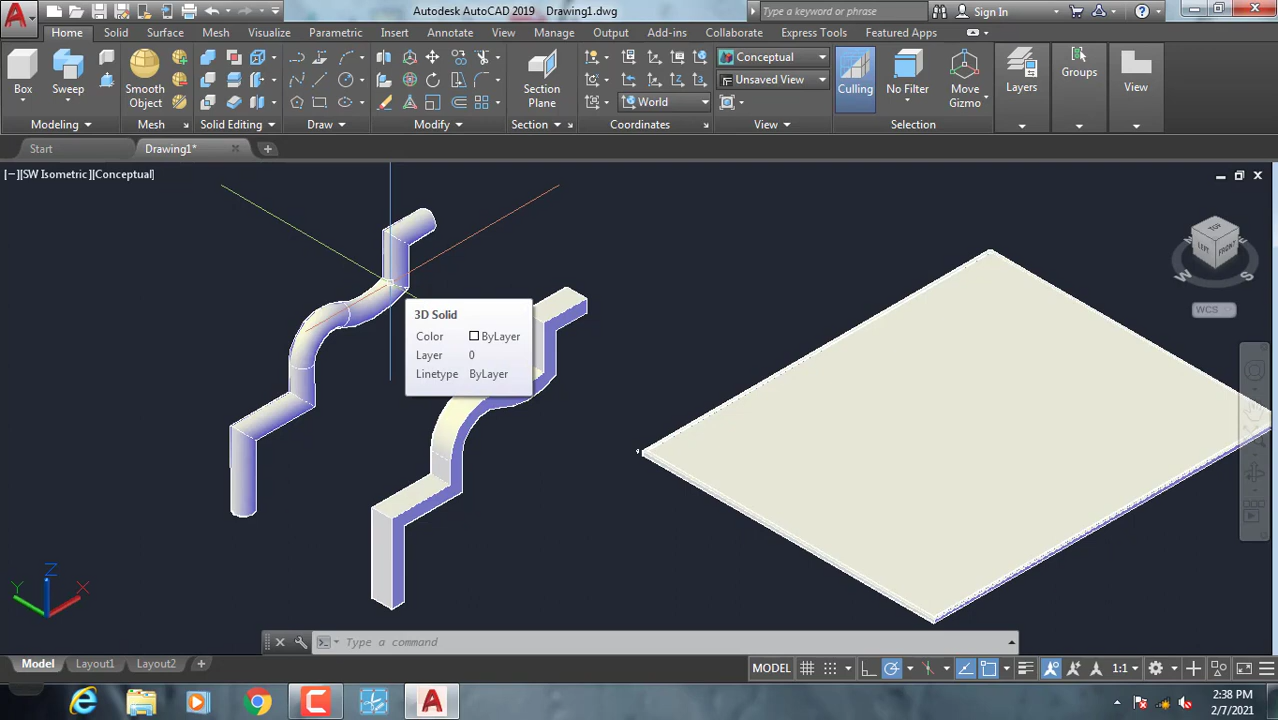 Autodesk AutoCAD 2019 Drawing1.dwg
Type a keyword or phrase
Sign In
Home Solid Surface Mesh Visualize Parametric Insert Annotate View Manage Output Add-ins Collaborate Express Tools Featured Apps
Box
Sweep
Smooth
Object
Section
Plane
World
Conceptual
Unsaved View
Culling
No Filter
Move
Gizmo
Layers
Groups
View
Modeling
Mesh
Solid Editing
Draw
Modify
Section
Coordinates
View
Selection
Start
Drawing1*
[−][SW Isometric][Conceptual]
TOP
LEFT
FRONT
N
E
W
S
WCS
3D Solid
Color ByLayer
Layer 0
Linetype ByLayer
Z
Y
X
Type a command
Model Layout1 Layout2
MODEL
1:1
2:38 PM
2/7/2021